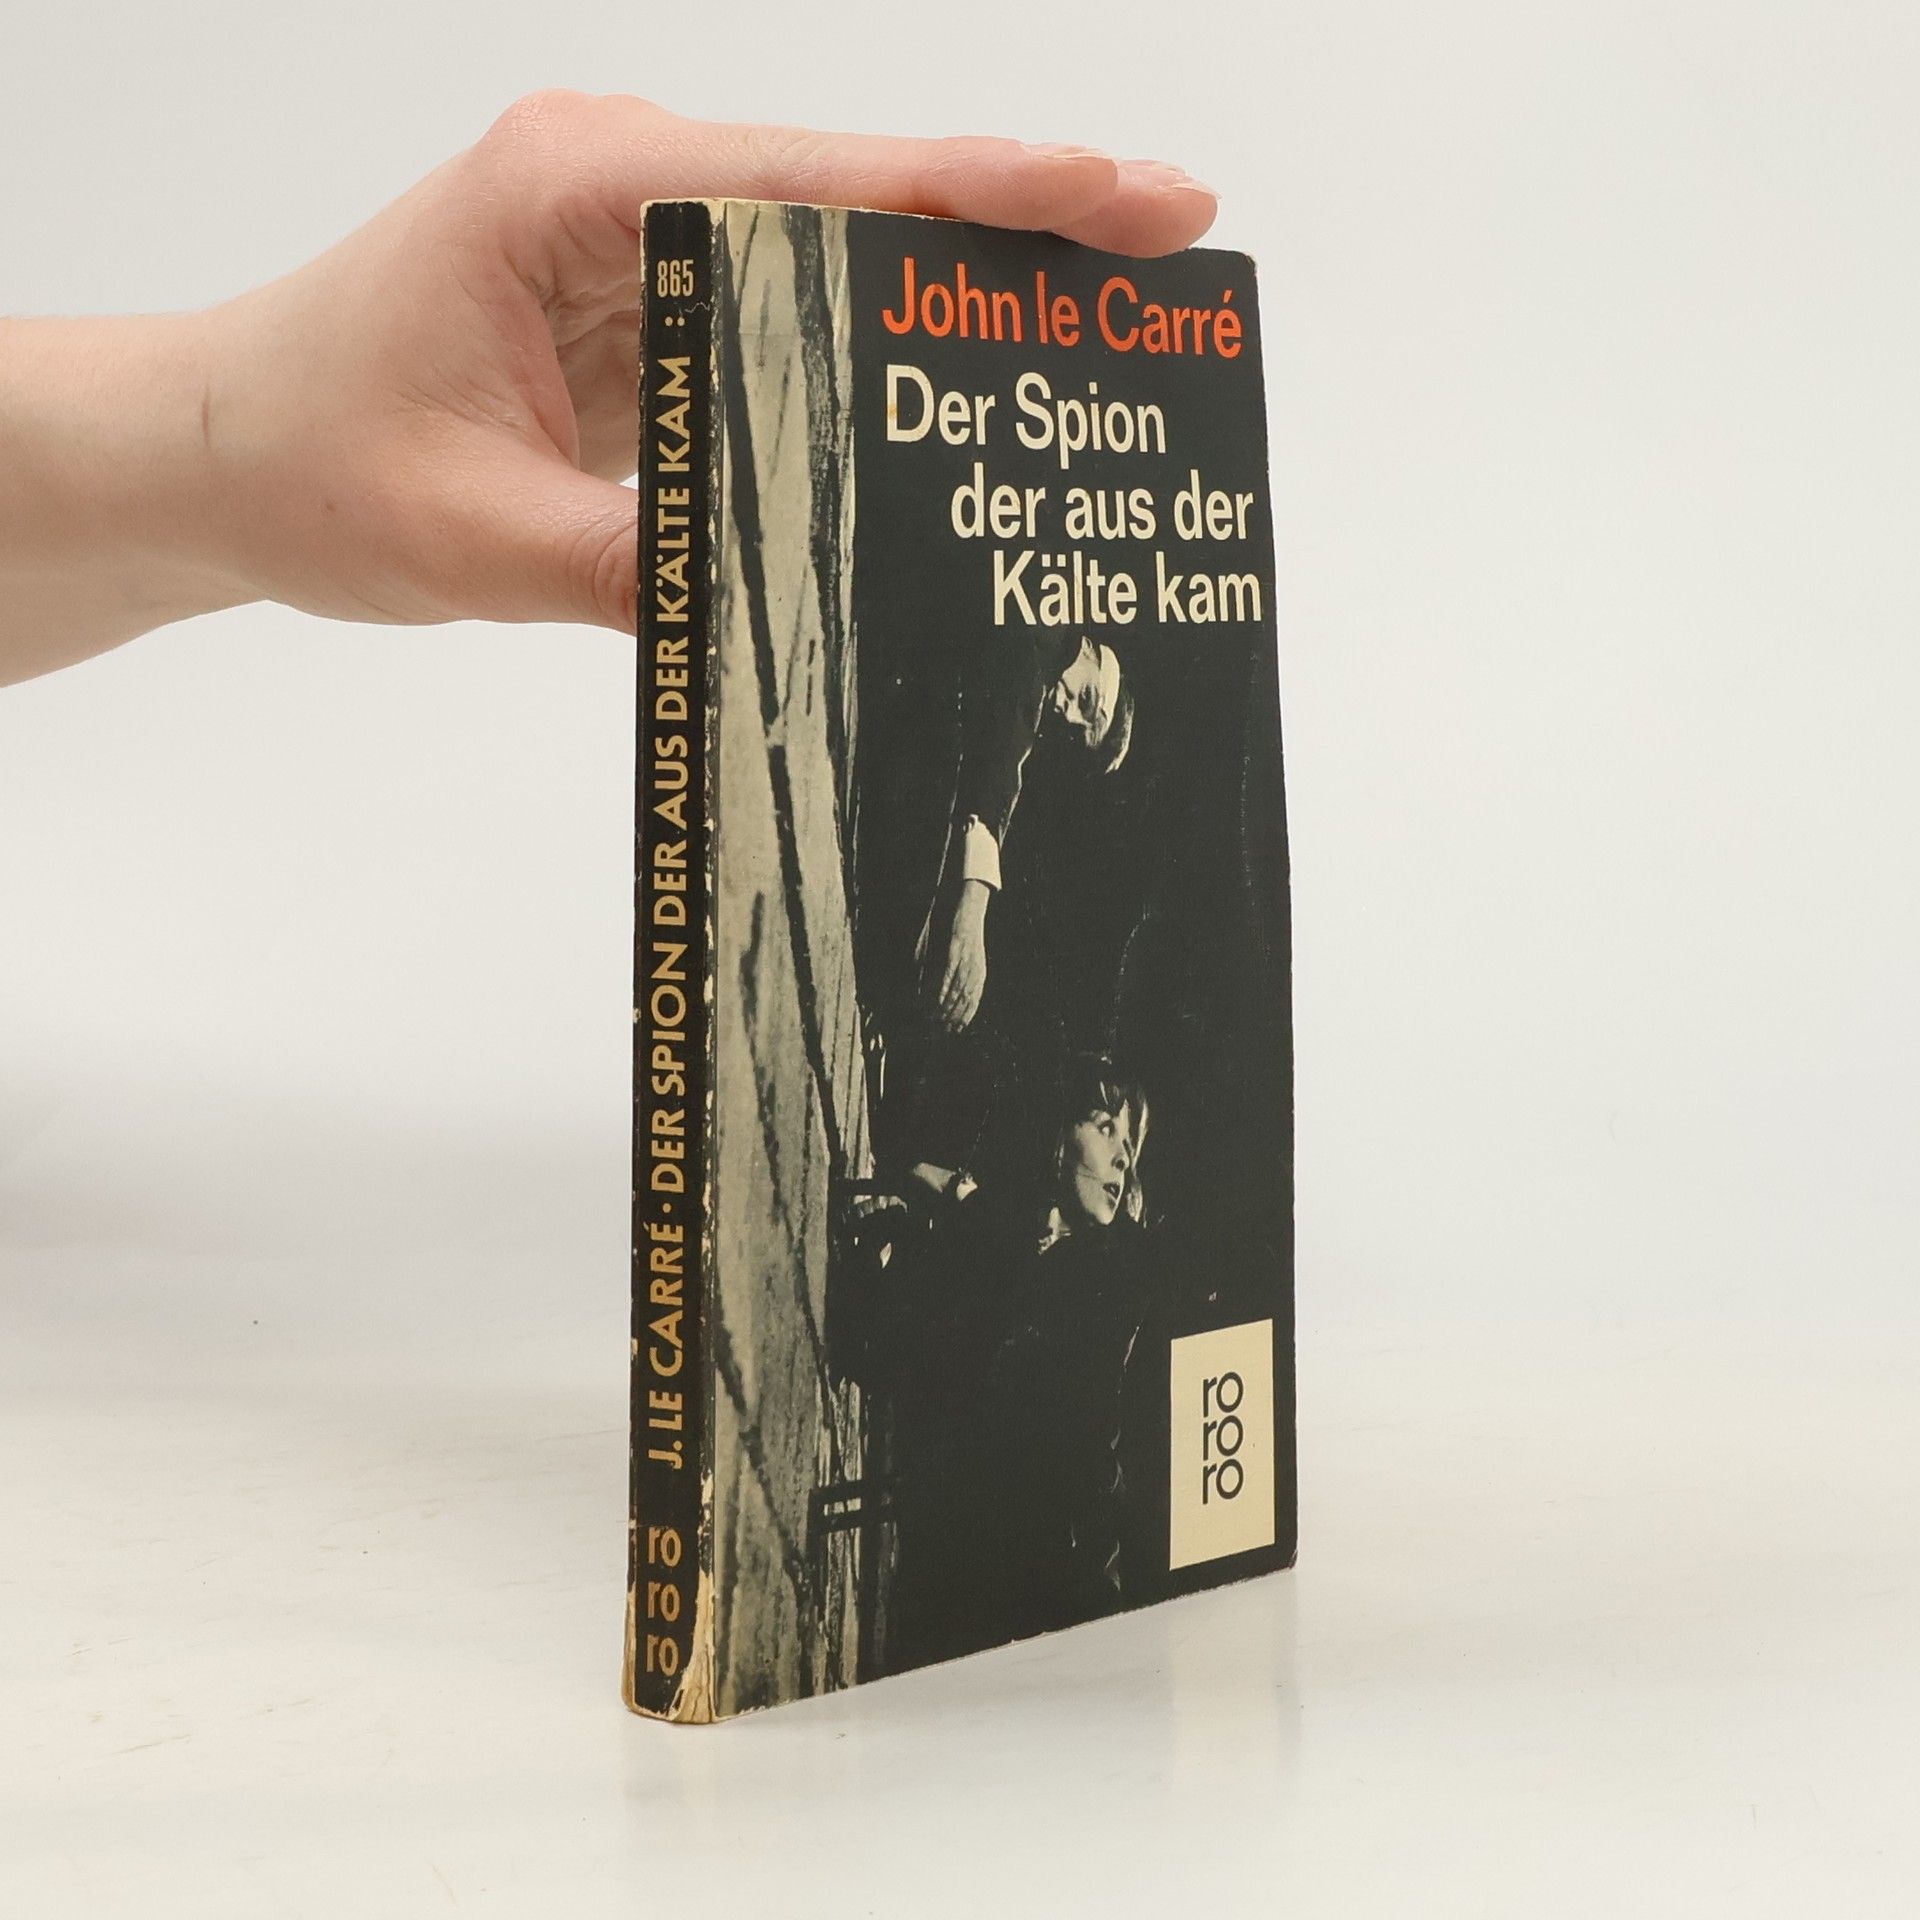 865
J. LE CARRÉ · DER SPION DER AUS DER KÄLTE KAM :
ro
ro
ro
John le Carré
Der Spion
der aus der
Kälte kam
ro
ro
ro